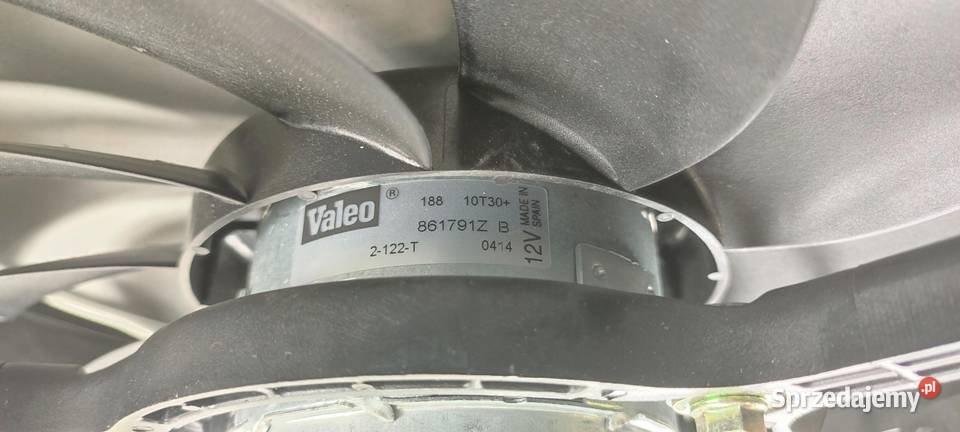 Valeo ®
188 10T30+
861791Z B
2-122-T 0414
12V MADE IN
SPAIN
Sprzedajemy .pl